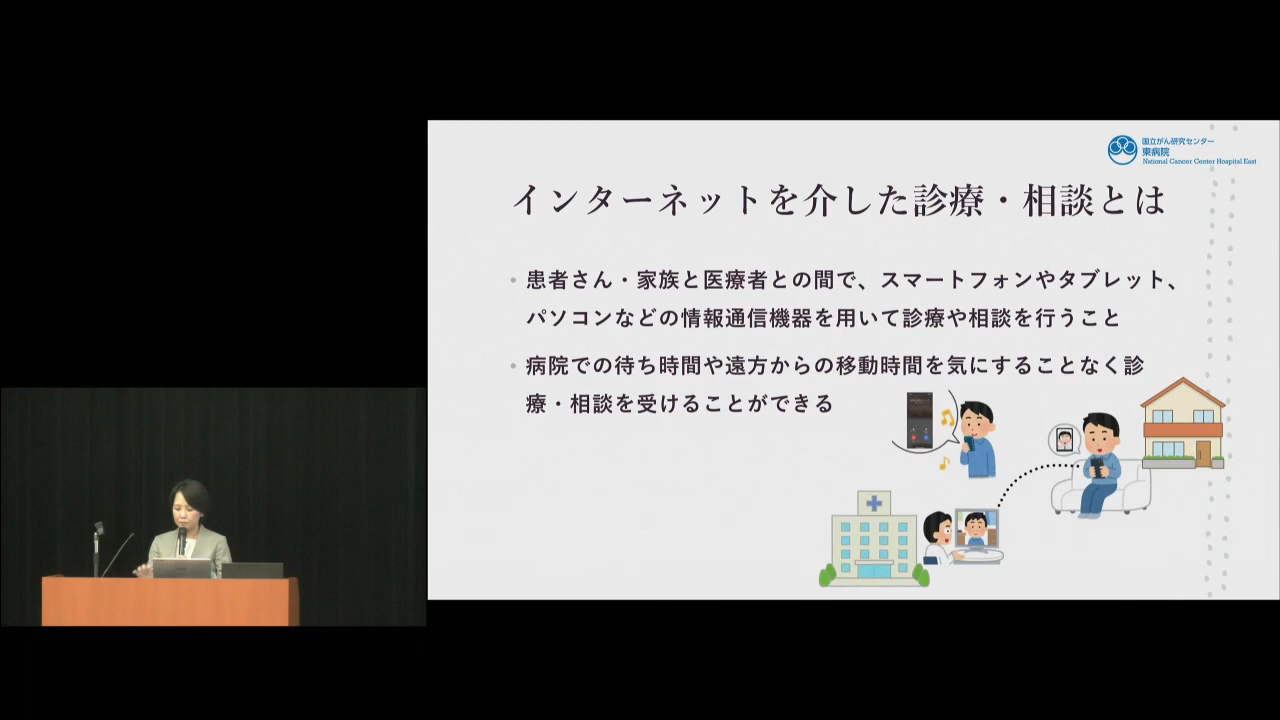 国立がん研究センター
東病院
National Cancer Center Hospital East
インターネットを介した診療・相談とは
• 患者さん・家族と医療者との間で、スマートフォンやタブレット、
パソコンなどの情報通信機器を用いて診療や相談を行うこと
• 病院での待ち時間や遠方からの移動時間を気にすることなく診
療・相談を受けることができる